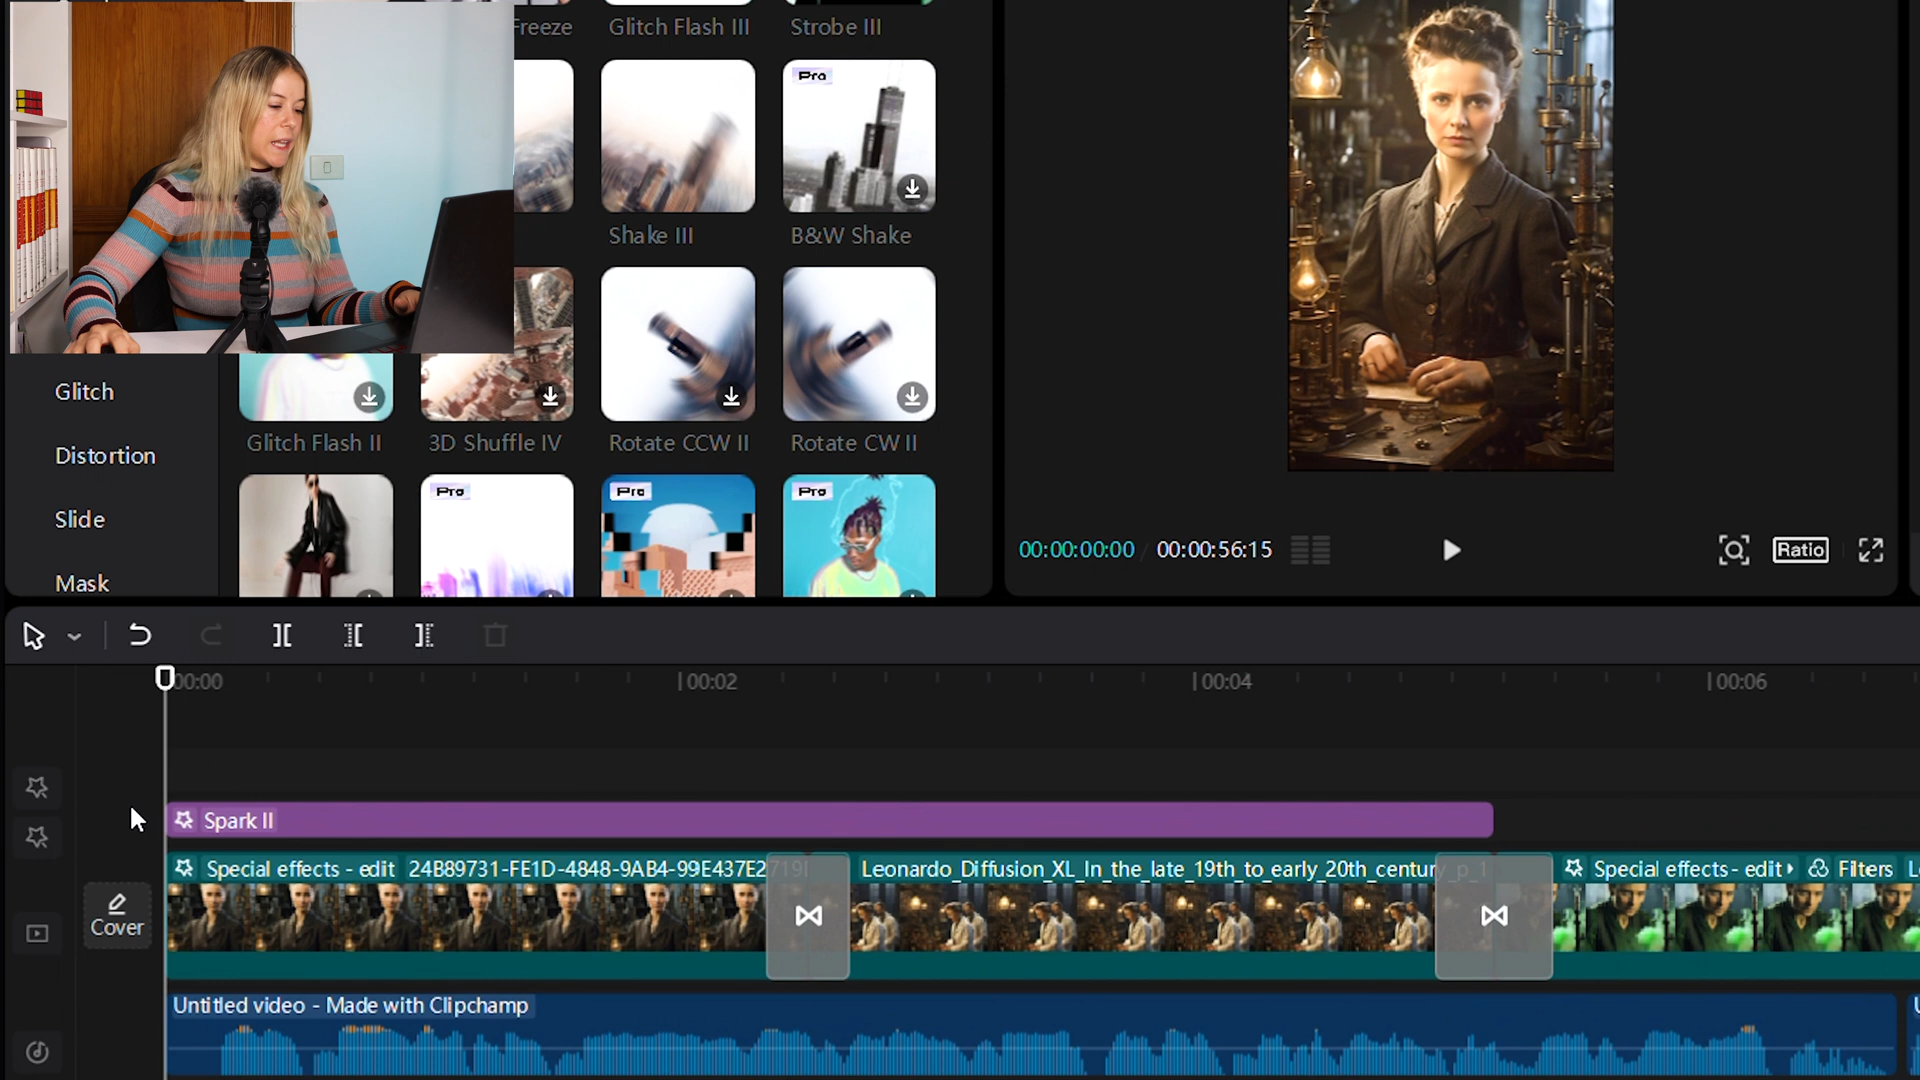 Freeze
Glitch Flash III
Strobe III
Pro
Shake III
B&W Shake
Glitch
Glitch Flash II
3D Shuffle IV
Rotate CCW II
Rotate CW II
Distortion
Slide
Mask
Pro
Pro
Pro
00:00:00:00 / 00:00:56:15
Ratio
00:00
00:02
00:04
00:06
Spark II
Special effects - edit 24B89731-FE1D-4848-9AB4-99E437E2719
Leonardo_Diffusion_XL_In_the_late_19th_to_early_20th_century_p_1
Special effects - edit
Filters
Cover
Untitled video - Made with Clipchamp